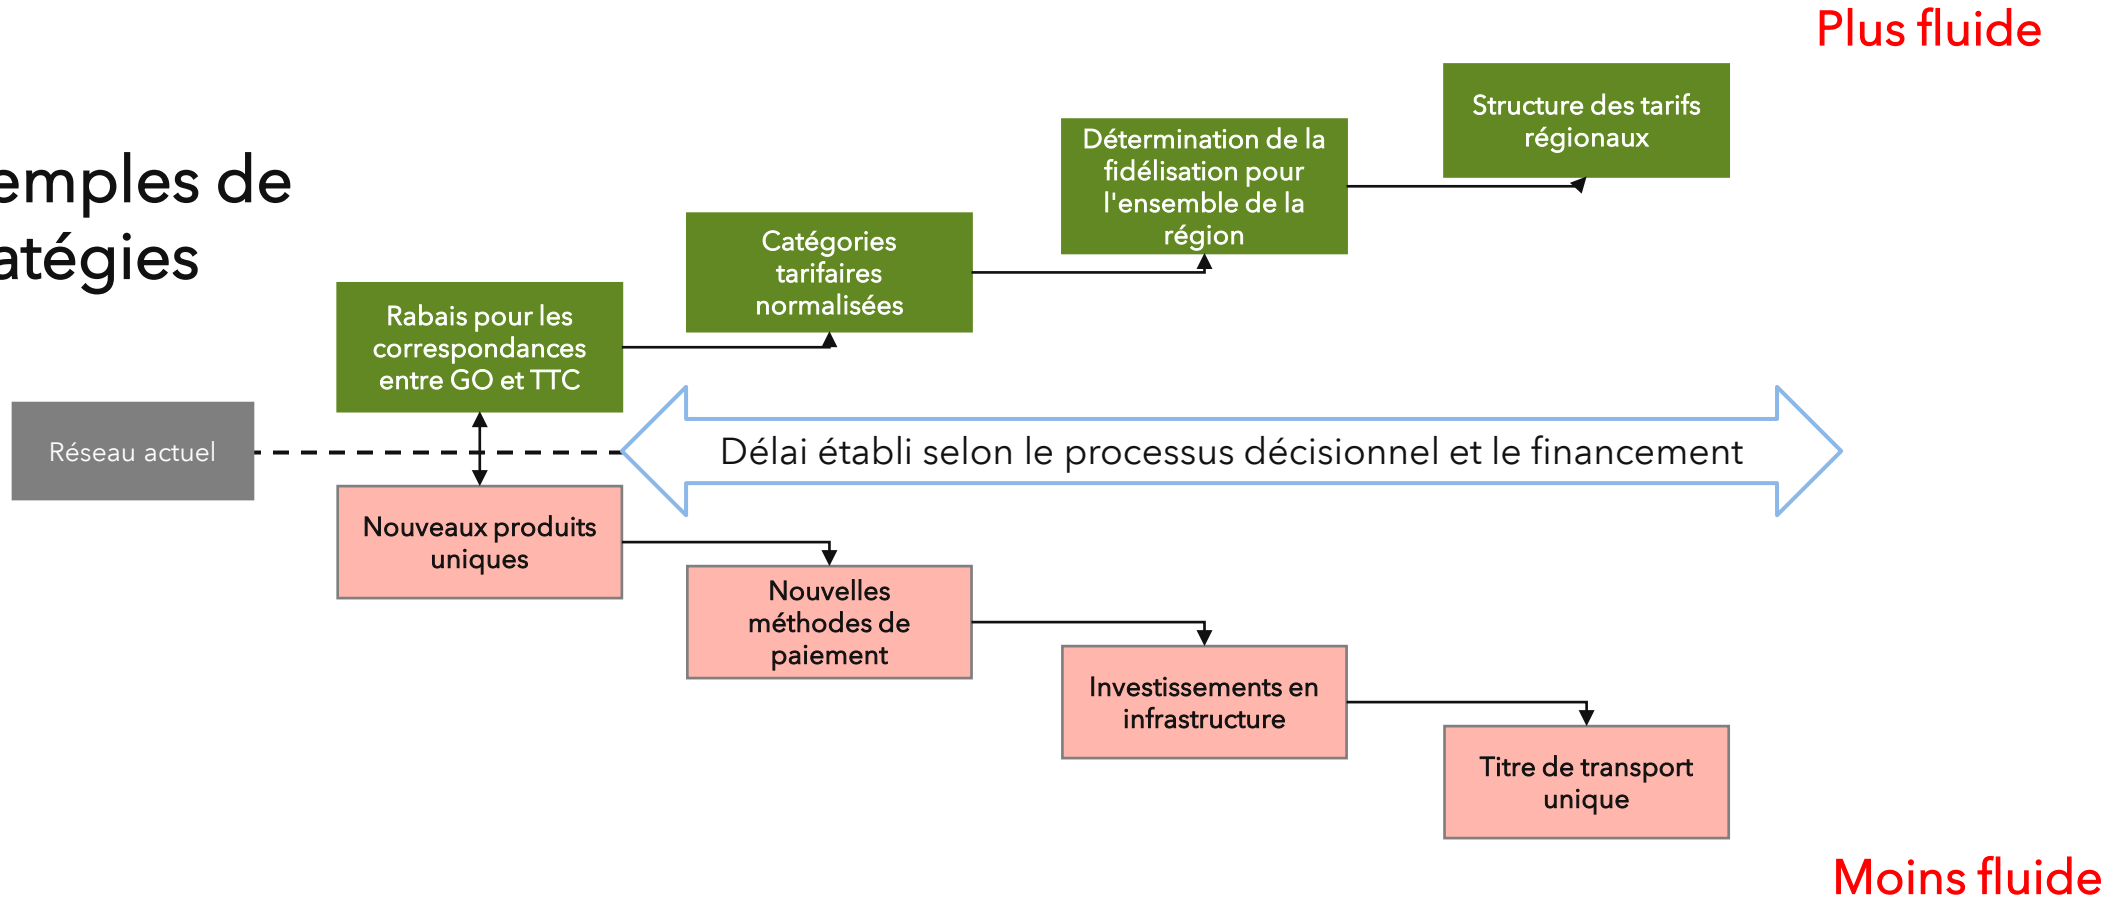 Plus fluide
Structure des tarifs
régionaux
Détermination de la
fidélisation pour
l'ensemble de la
région
emples de
atégies
Catégories
tarifaires
normalisées
Rabais pour les
correspondances
entre GO et TTC
Réseau actuel
Délai établi selon le processus décisionnel et le financement
Nouveaux produits
uniques
Nouvelles
méthodes de
paiement
Investissements en
infrastructure
Titre de transport
unique
Moins fluide